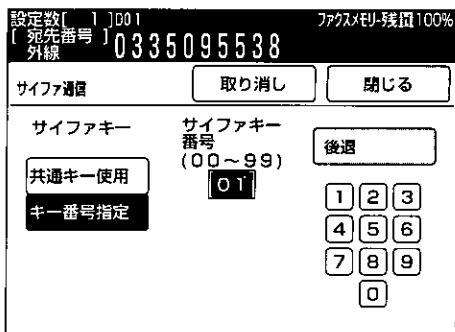 設定数[ 1 ]D01 ファクスメモリー残量100%
[ 宛先番号 ] 0335095538
外線
サイファ通信 取り消し 閉じる
サイファキー サイファキー
番号
(00～99) 後退
共通キー使用 01
キー番号指定
1 2 3
4 5 6
7 8 9
0